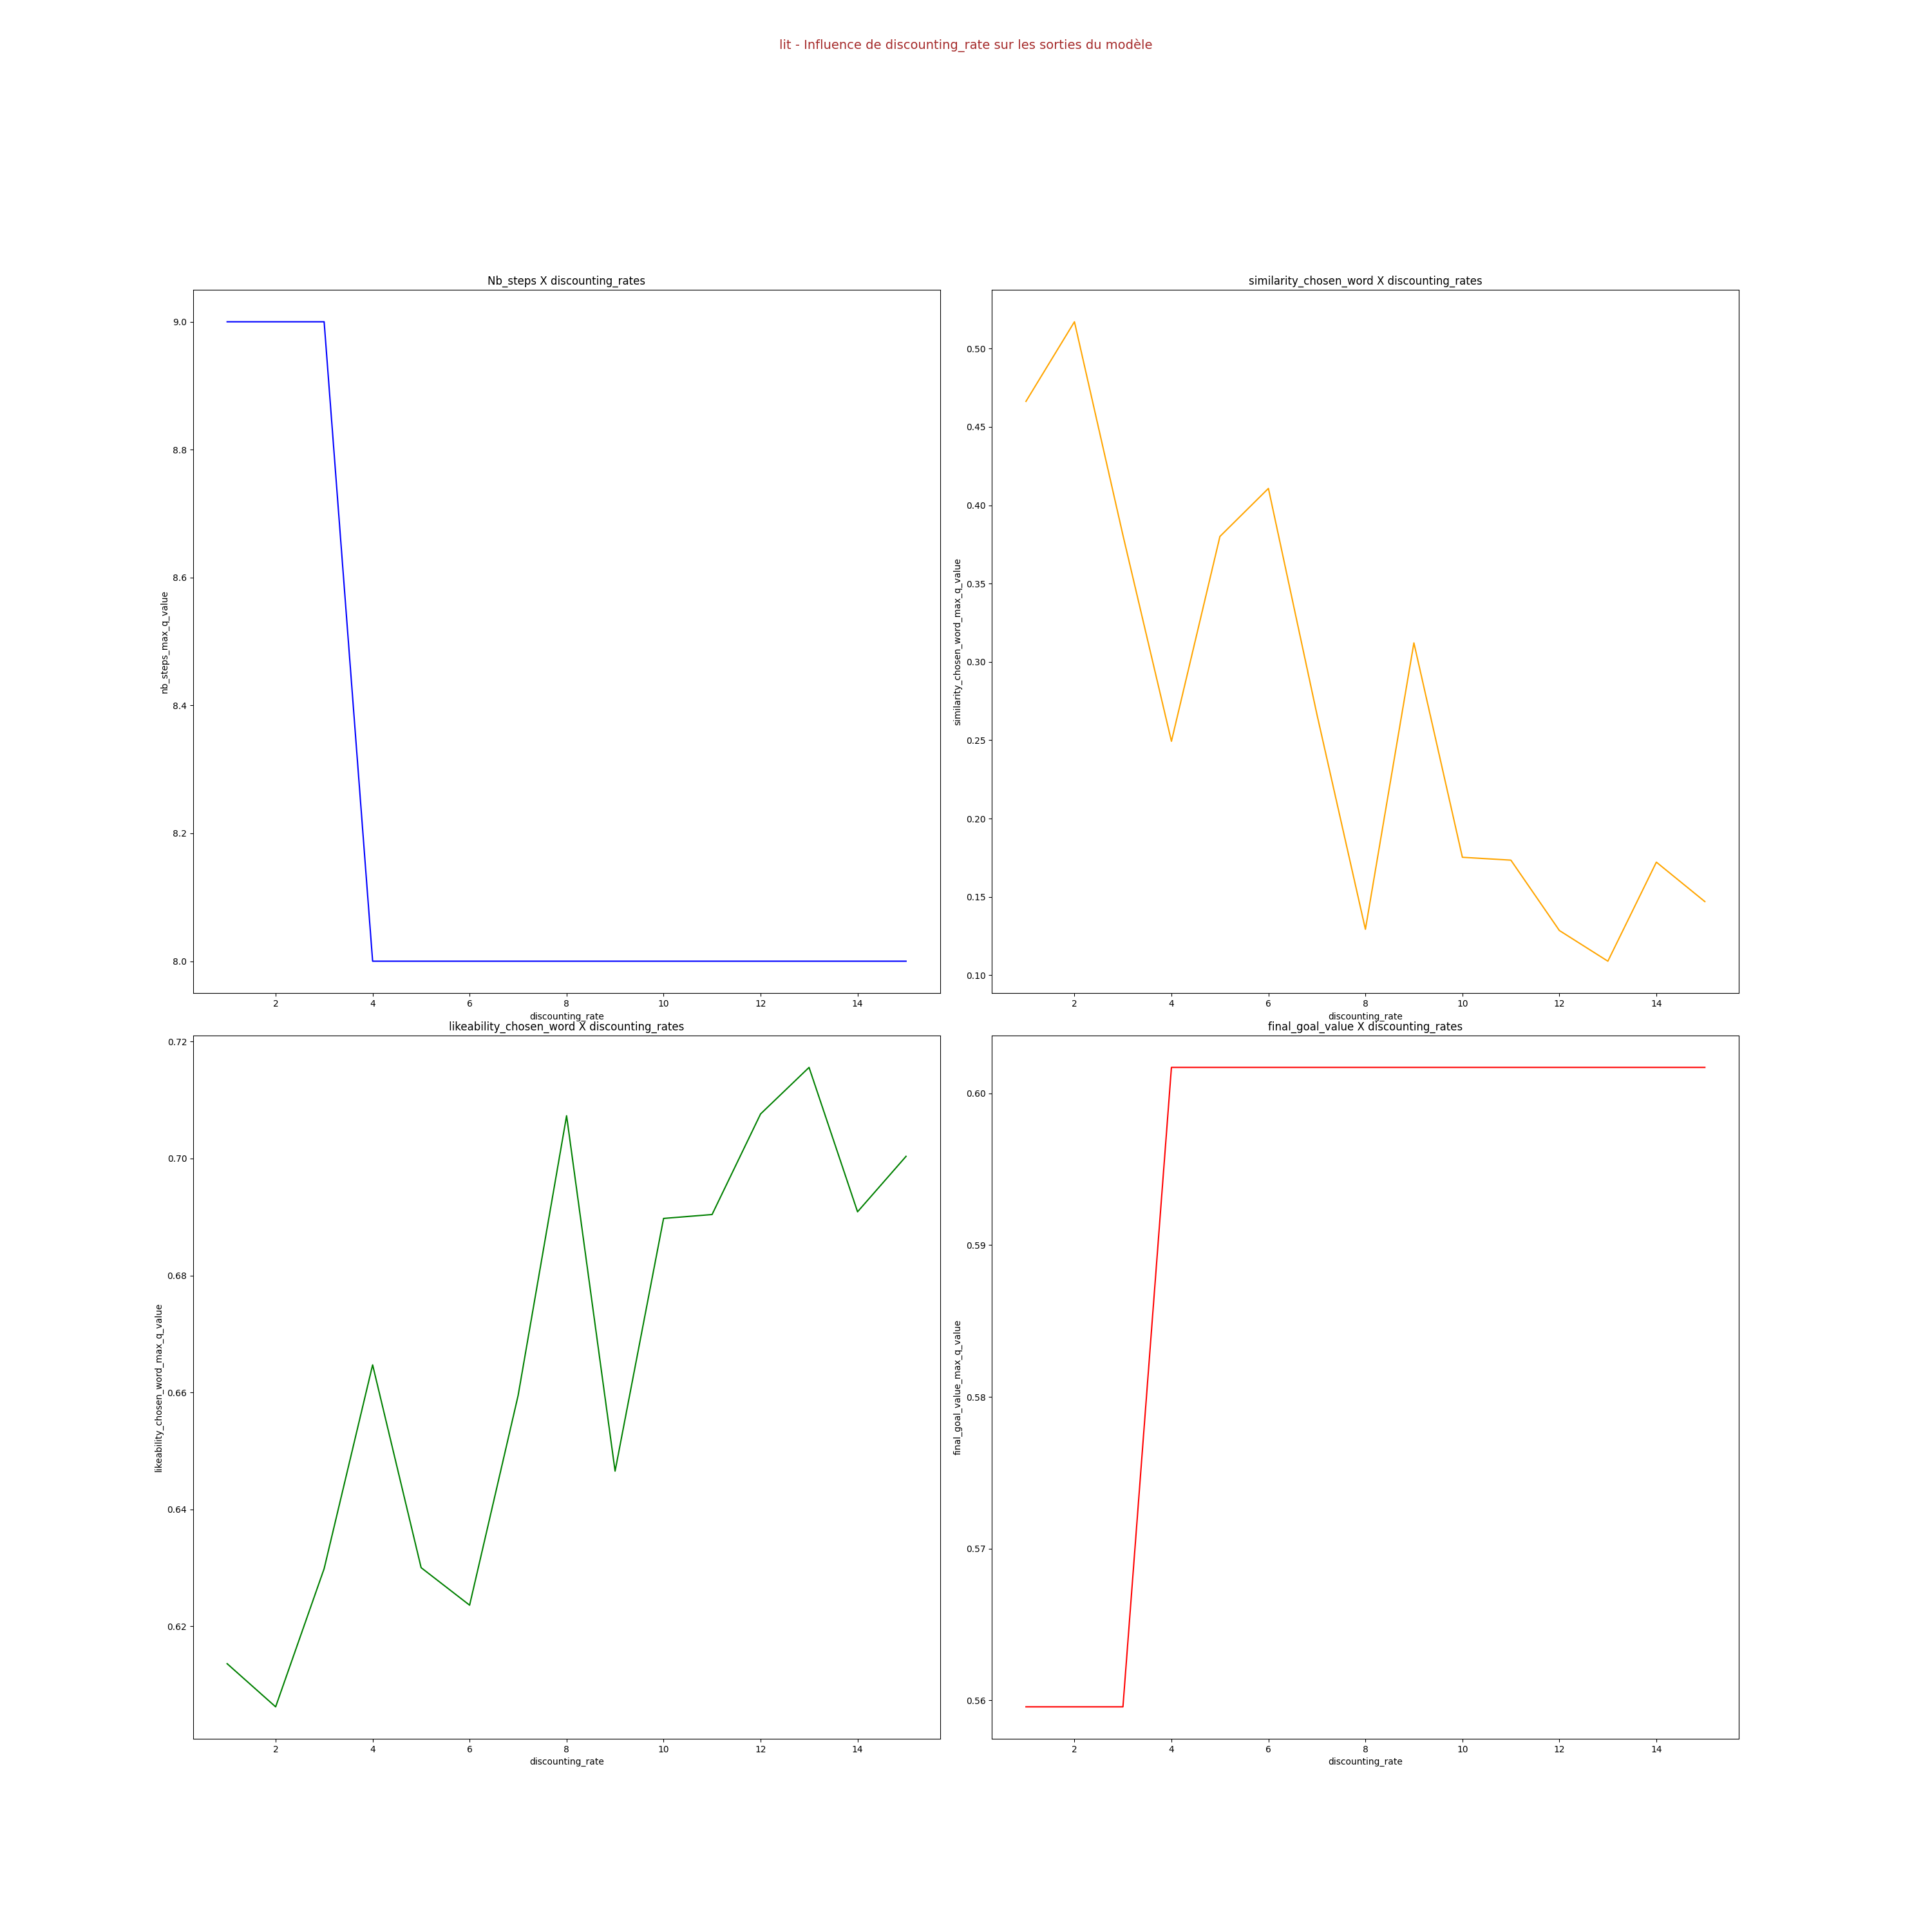 lit - Influence de discounting_rate sur les sorties du modèle
Nb_steps X discounting_rates
nb_steps_max_q_value
9.0
8.8
8.6
8.4
8.2
8.0
2 4 6 8 10 12 14
discounting_rate
similarity_chosen_word X discounting_rates
similarity_chosen_word_max_q_value
0.50
0.45
0.40
0.35
0.30
0.25
0.20
0.15
0.10
2 4 6 8 10 12 14
discounting_rate
likeability_chosen_word X discounting_rates
likeability_chosen_word_max_q_value
0.72
0.70
0.68
0.66
0.64
0.62
2 4 6 8 10 12 14
discounting_rate
final_goal_value X discounting_rates
final_goal_value_max_q_value
0.60
0.59
0.58
0.57
0.56
2 4 6 8 10 12 14
discounting_rate